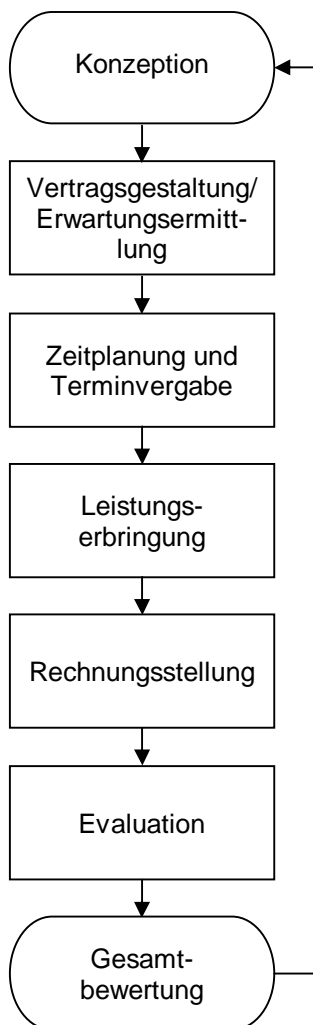 Konzeption
Vertragsgestaltung/
Erwartungsermitt-
lung
Zeitplanung und
Terminvergabe
Leistungs-
erbringung
Rechnungsstellung
Evaluation
Gesamt-
bewertung